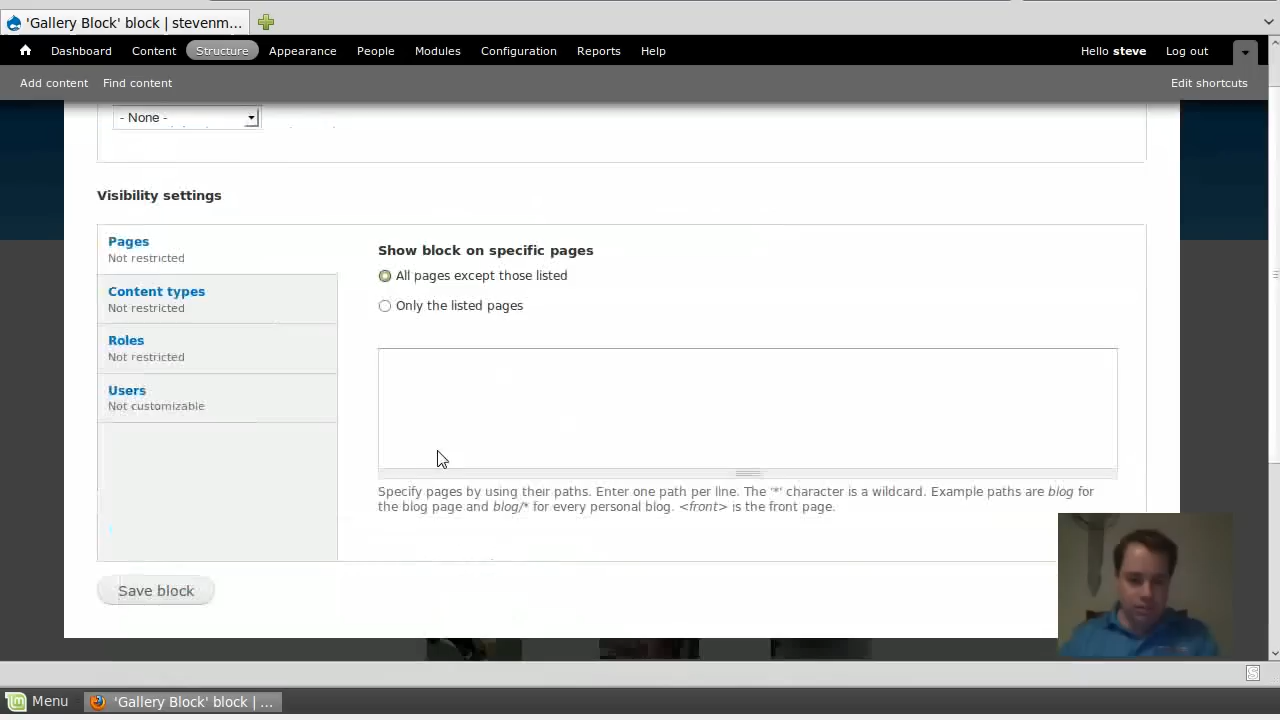 'Gallery Block' block | stevenm...
Dashboard Content Structure Appearance People Modules Configuration Reports Help Hello steve Log out
Add content Find content Edit shortcuts
- None -
Visibility settings
Pages
Not restricted
Content types
Not restricted
Roles
Not restricted
Users
Not customizable
Show block on specific pages
All pages except those listed
Only the listed pages
Specify pages by using their paths. Enter one path per line. The '*' character is a wildcard. Example paths are blog for
the blog page and blog/* for every personal blog. <front> is the front page.
Save block
Menu 'Gallery Block' block | ...